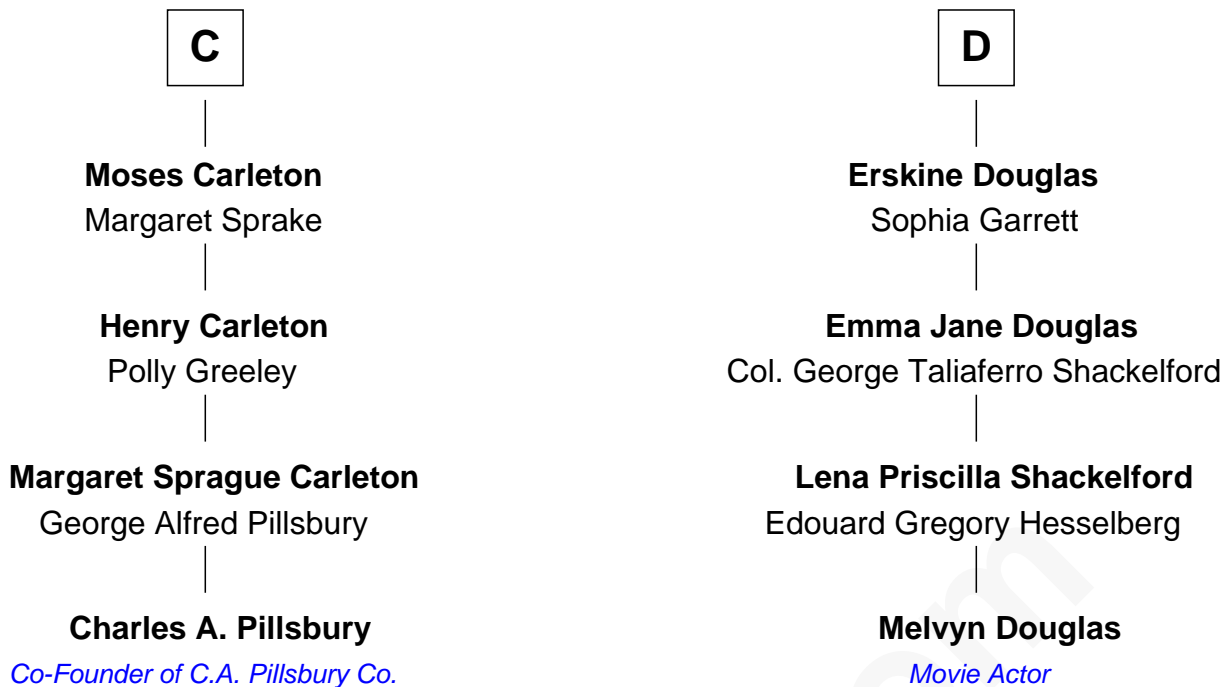 C
Moses Carleton
Margaret Sprake
Henry Carleton
Polly Greeley
Margaret Sprague Carleton
George Alfred Pillsbury
Charles A. Pillsbury
Co-Founder of C.A. Pillsbury Co.
D
Erskine Douglas
Sophia Garrett
Emma Jane Douglas
Col. George Taliaferro Shackelford
Lena Priscilla Shackelford
Edouard Gregory Hesselberg
Melvyn Douglas
Movie Actor